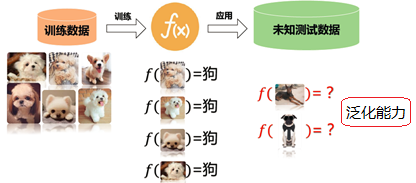 训练数据
训练
f(x)
应用
未知测试数据
f( )=狗
f( )=狗
f( )=狗
f( )=狗
f( )= ?
f( )= ?
泛化能力